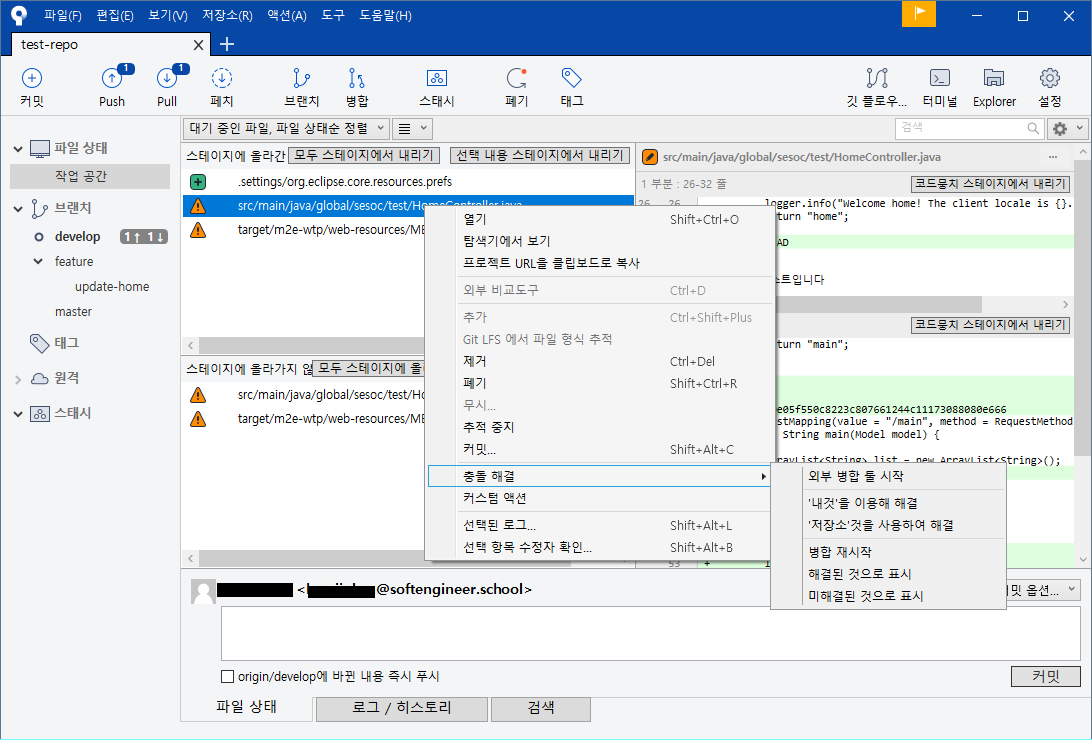 파일(F) 편집(E) 보기(V) 저장소(R) 액션(A) 도구 도움말(H)
test-repo
커밋 1 Push 1 Pull 페치 브랜치 병합 스태시 폐기 태그 깃 플로우... 터미널 Explorer 설정
파일 상태
작업 공간
브랜치
develop 1↑ 1↓
feature
update-home
master
태그
원격
스태시
대기 중인 파일, 파일 상태순 정렬
검색
스테이지에 올라간 모두 스테이지에서 내리기 선택 내용 스테이지에서 내리기
.settings/org.eclipse.core.resources.prefs
src/main/java/global/sesoc/test/HomeController.java
target/m2e-wtp/web-resources/ME
스테이지에 올라가지 않 모두 스테이지에 올리
src/main/java/global/sesoc/test/Ho
target/m2e-wtp/web-resources/ME
src/main/java/global/sesoc/test/HomeController.java ...
1 부분 : 26-32 줄 코드뭉치 스테이지에서 내리기
26 26 logger.info("Welcome home! The client locale is {}.
turn "home";
AD
스트입니다
코드뭉치 스테이지에서 내리기
turn "main";
e05f550c8223c807661244c11173088080e666
stMapping(value = "/main", method = RequestMethod
String main(Model model) {
rayList<String> list = new ArrayList<String>();
53 +
열기 Shift+Ctrl+O
탐색기에서 보기
프로젝트 URL을 클립보드로 복사
외부 비교도구 Ctrl+D
추가 Ctrl+Shift+Plus
Git LFS 에서 파일 형식 추적
제거 Ctrl+Del
폐기 Shift+Ctrl+R
무시...
추적 중지
커밋... Shift+Alt+C
충돌 해결
커스텀 액션
선택된 로그... Shift+Alt+L
선택 항목 수정자 확인... Shift+Alt+B
외부 병합 툴 시작
'내것'을 이용해 해결
'저장소'것을 사용하여 해결
병합 재시작
해결된 것으로 표시
미해결된 것으로 표시
@softengineer.school>
커밋 옵션...
origin/develop에 바뀐 내용 즉시 푸시
커밋
파일 상태 로그 / 히스토리 검색